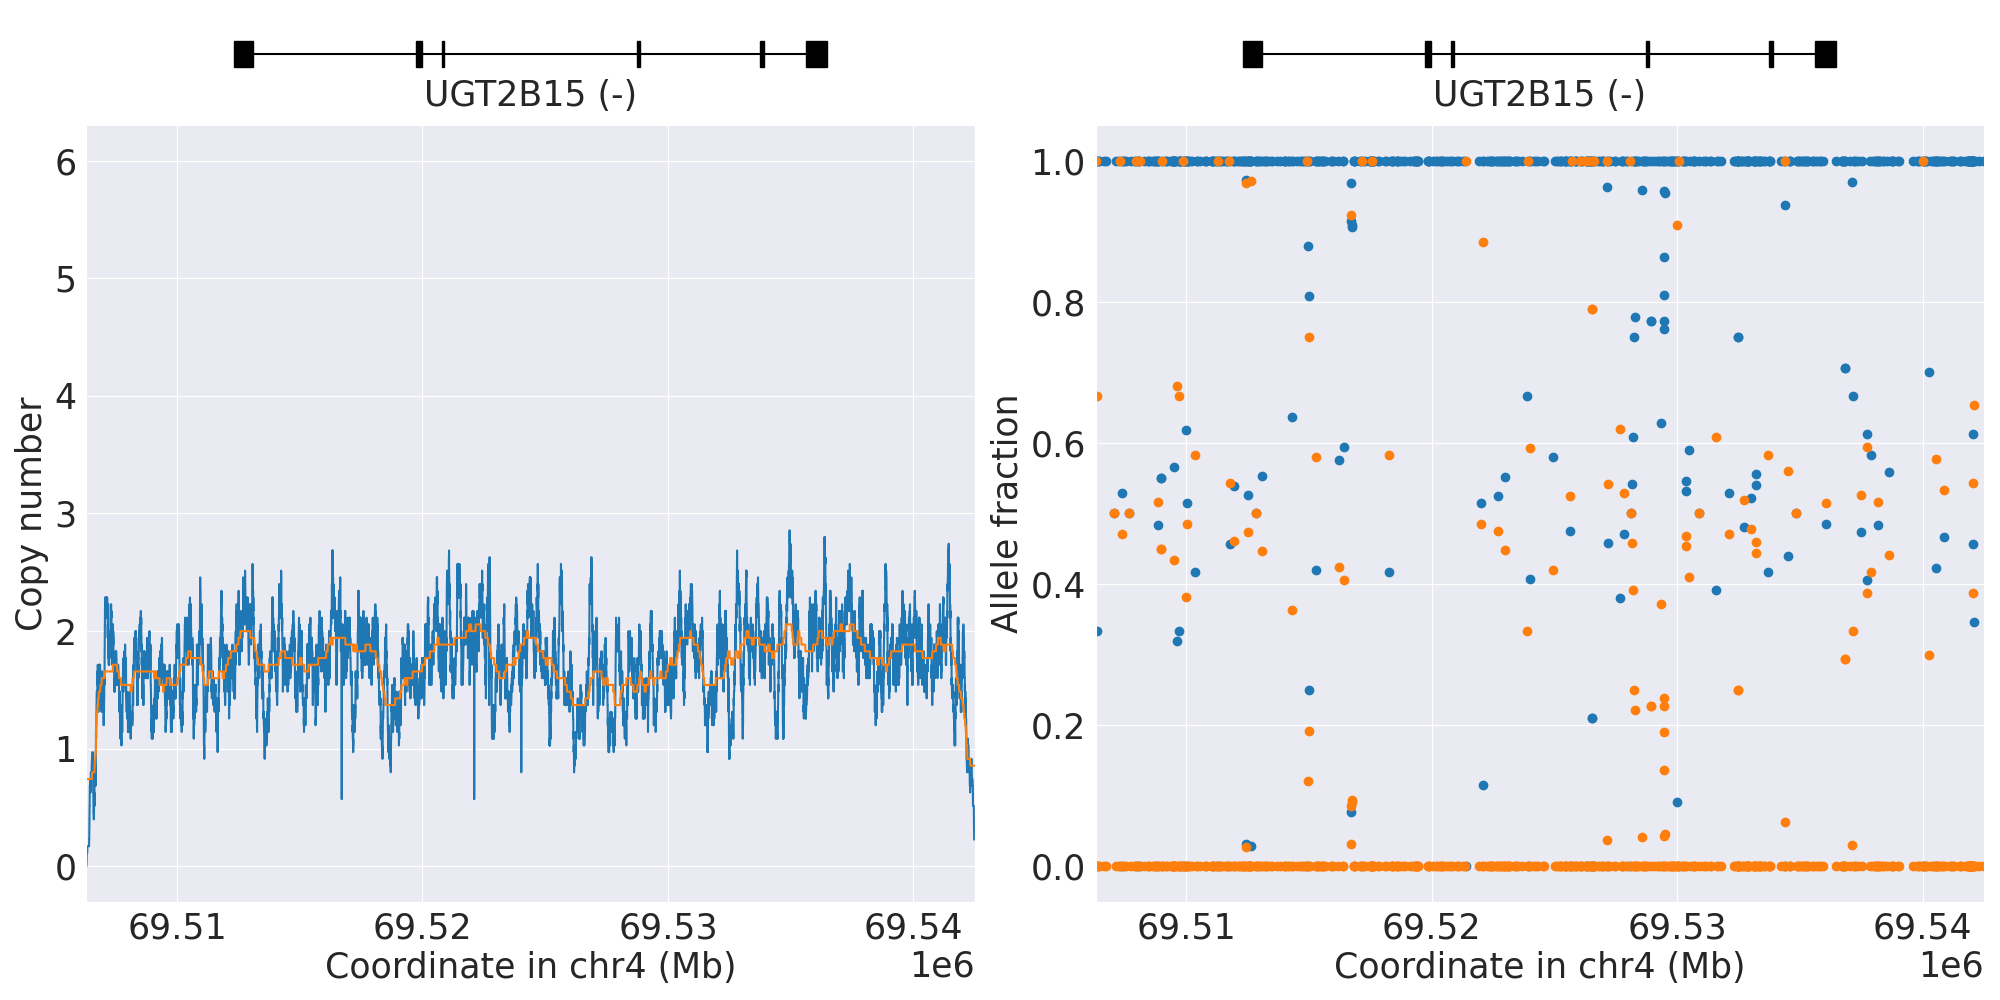 UGT2B15 (-)
6
5
4
3
2
1
0
Copy number
69.51 69.52 69.53 69.54
Coordinate in chr4 (Mb)
1e6
UGT2B15 (-)
1.0
0.8
0.6
0.4
0.2
0.0
Allele fraction
69.51 69.52 69.53 69.54
Coordinate in chr4 (Mb)
1e6